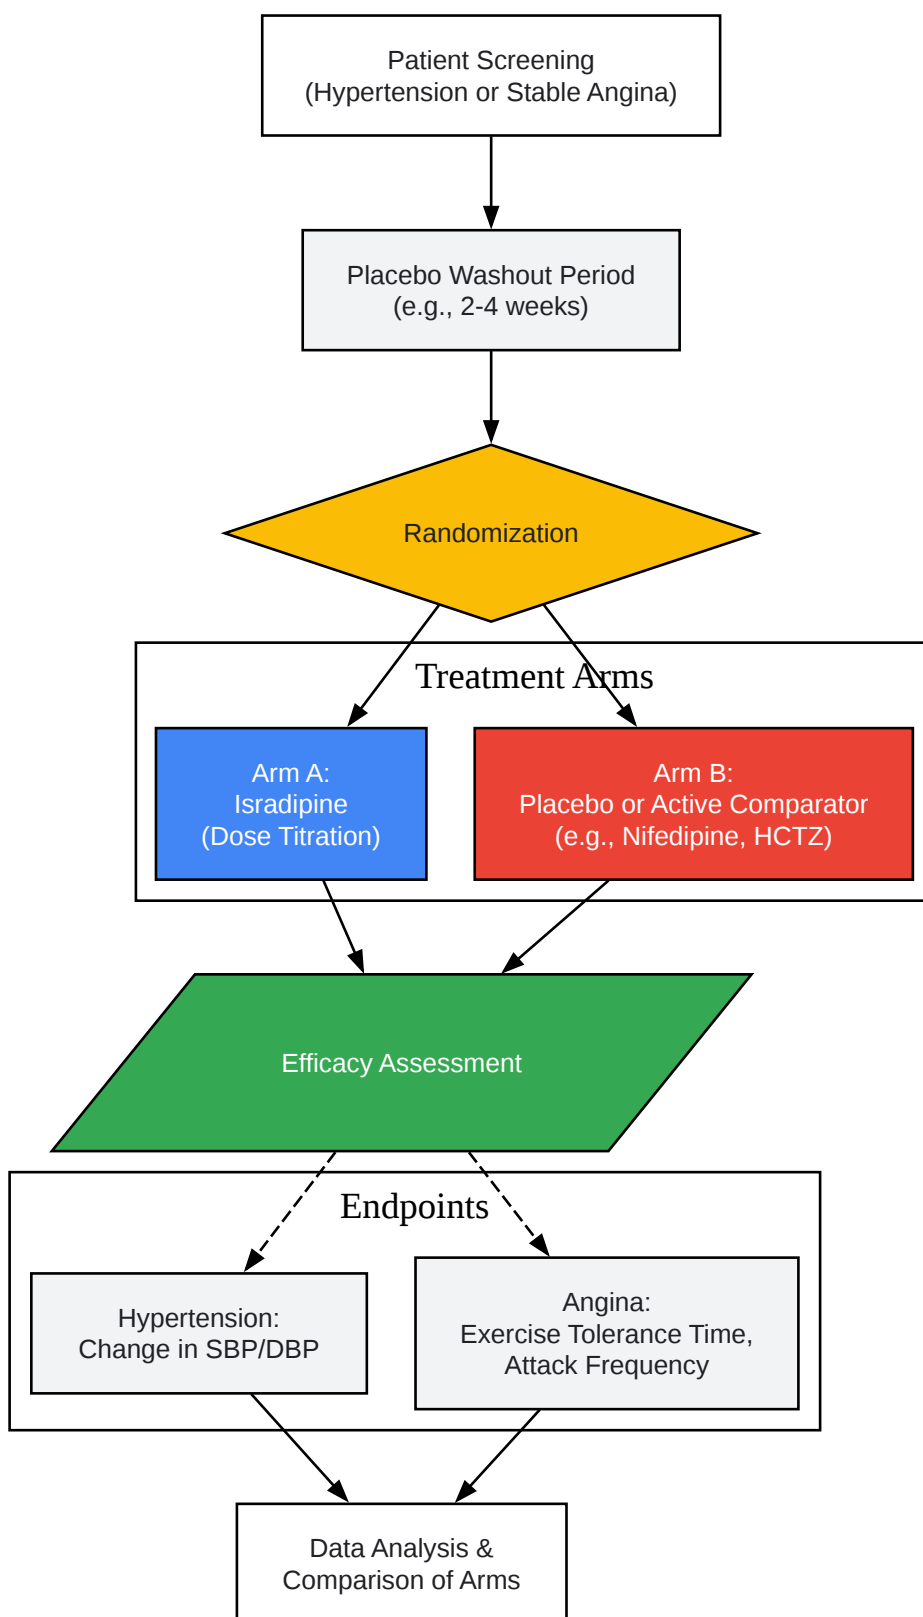 Patient Screening
(Hypertension or Stable Angina)
Placebo Washout Period
(e.g., 2-4 weeks)
Randomization
Treatment Arms
Arm A:
Isradipine
(Dose Titration)
Arm B:
Placebo or Active Comparator
(e.g., Nifedipine, HCTZ)
Efficacy Assessment
Endpoints
Hypertension:
Change in SBP/DBP
Angina:
Exercise Tolerance Time,
Attack Frequency
Data Analysis &
Comparison of Arms